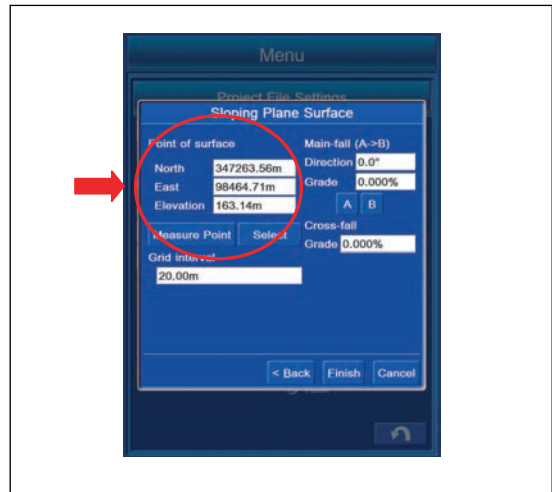 Menu
Project File Settings
Sloping Plane Surface
Point of surface
North 347263.56m
East 98464.71m
Elevation 163.14m
Measure Point Select
Grid interval
20.00m
Main-fall (A->B)
Direction 0.0°
Grade 0.000%
A B
Cross-fall
Grade 0.000%
< Back Finish Cancel